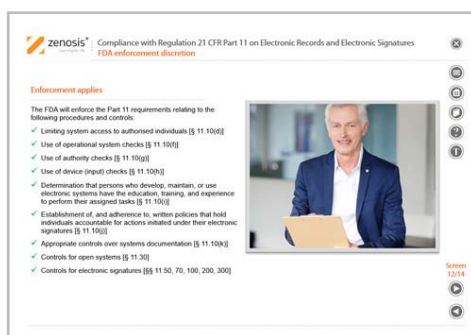 zenosis®
Compliance with Regulation 21 CFR Part 11 on Electronic Records and Electronic Signatures
FDA enforcement discretion
Enforcement applies
The FDA will enforce the Part 11 requirements relating to the
following procedures and controls:
✓ Limiting system access to authorised individuals [§ 11.10(d)]
✓ Use of operational system checks [§ 11.10(f)]
✓ Use of authority checks [§ 11.10(g)]
✓ Use of device (input) checks [§ 11.10(h)]
✓ Determination that persons who develop, maintain, or use
electronic systems have the education, training, and experience
to perform their assigned tasks [§ 11.10(i)]
✓ Establishment of, and adherence to, written policies that hold
individuals accountable for actions initiated under their electronic
signatures [§ 11.10(j)]
✓ Appropriate controls over systems documentation [§ 11.10(k)]
✓ Controls for open systems [§ 11.30]
✓ Controls for electronic signatures [§§ 11.50, 70, 100, 200, 300]
Screen
12/14